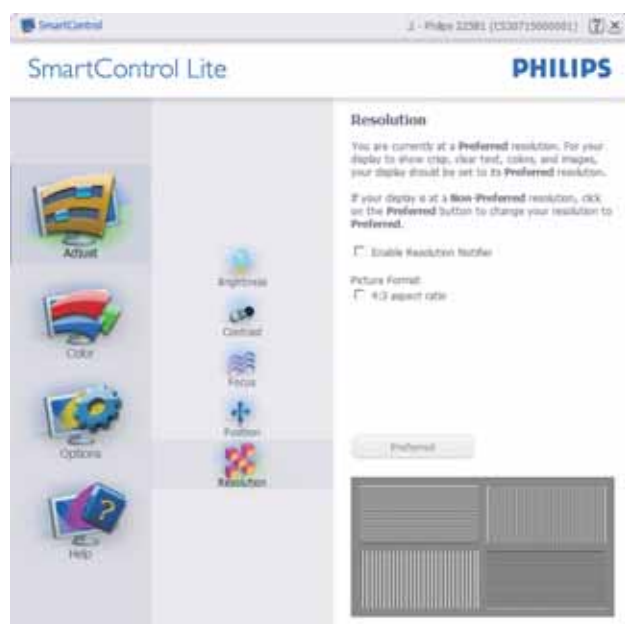 SmartControl
SmartControl Lite
PHILIPS
Resolution
You are currently at a Preferred resolution. For your
display to show crisp, clear text, colors, and images,
your display should be set to its Preferred resolution.
If your display is at a Non-Preferred resolution, click
on the Preferred button to change your resolution to
Preferred.
Enable Resolution Notifier
Picture Format
4:3 aspect ratio
Preferred
Adjust
Color
Options
Help
Brightness
Contrast
Focus
Position
Resolution